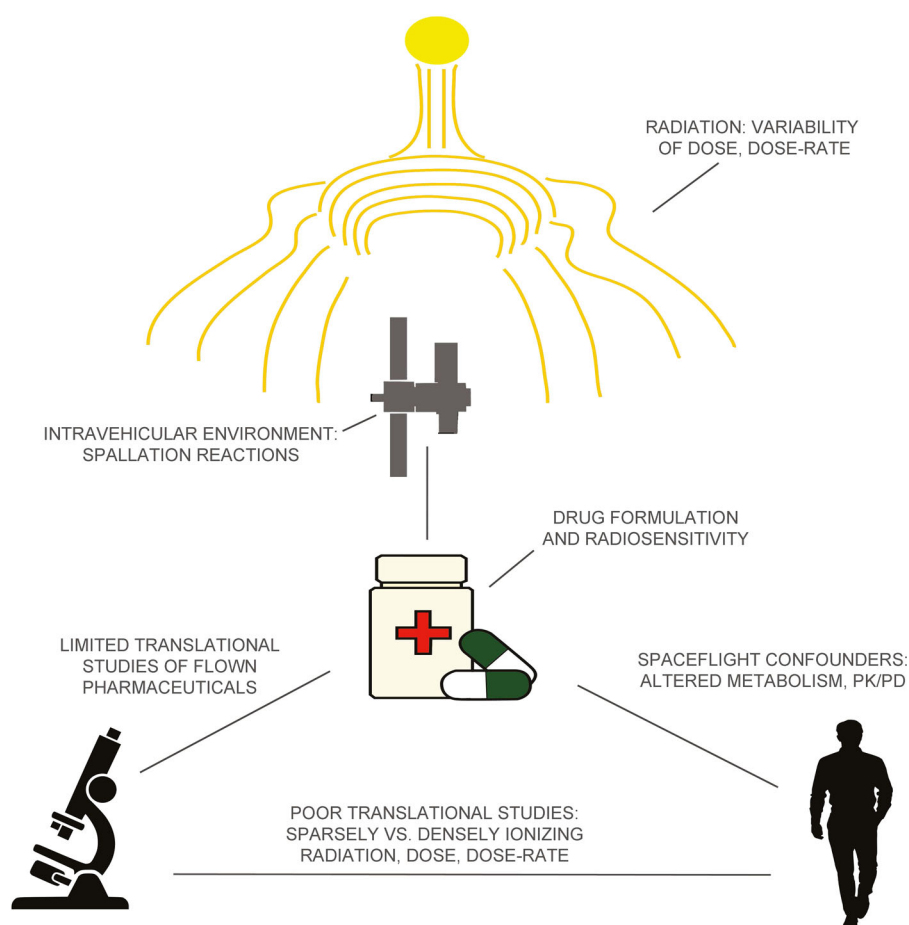 RADIATION: VARIABILITY
OF DOSE, DOSE-RATE
INTRAVEHICULAR ENVIRONMENT:
SPALLATION REACTIONS
DRUG FORMULATION
AND RADIOSENSITIVITY
LIMITED TRANSLATIONAL
STUDIES OF FLOWN
PHARMACEUTICALS
SPACEFLIGHT CONFOUNDERS:
ALTERED METABOLISM, PK/PD
POOR TRANSLATIONAL STUDIES:
SPARSELY VS. DENSELY IONIZING
RADIATION, DOSE, DOSE-RATE